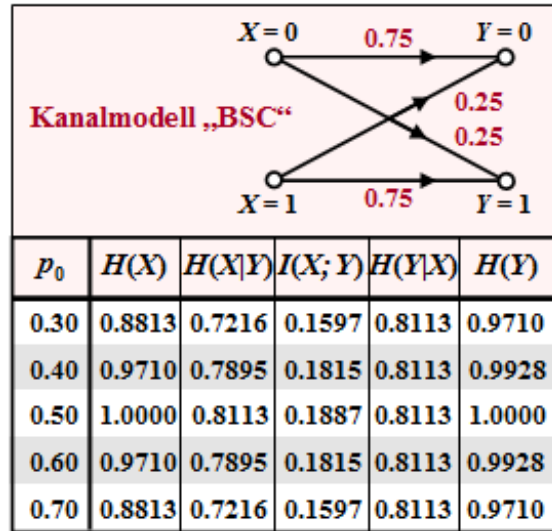 X = 0 0.75 Y = 0
Kanalmodell „BSC“ 0.25
0.25
X = 1 0.75 Y = 1
p0 H(X) H(X|Y) I(X; Y) H(Y|X) H(Y)
0.30 0.8813 0.7216 0.1597 0.8113 0.9710
0.40 0.9710 0.7895 0.1815 0.8113 0.9928
0.50 1.0000 0.8113 0.1887 0.8113 1.0000
0.60 0.9710 0.7895 0.1815 0.8113 0.9928
0.70 0.8813 0.7216 0.1597 0.8113 0.9710